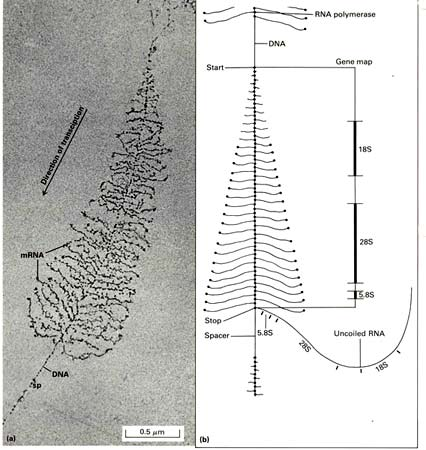 Direction of transcription
mRNA
DNA
sp
0.5 μm
(a)
RNA polymerase
DNA
Start
Gene map
18S
28S
5.8S
Stop
Spacer
5.8S
28S
Uncoiled RNA
18S
(b)